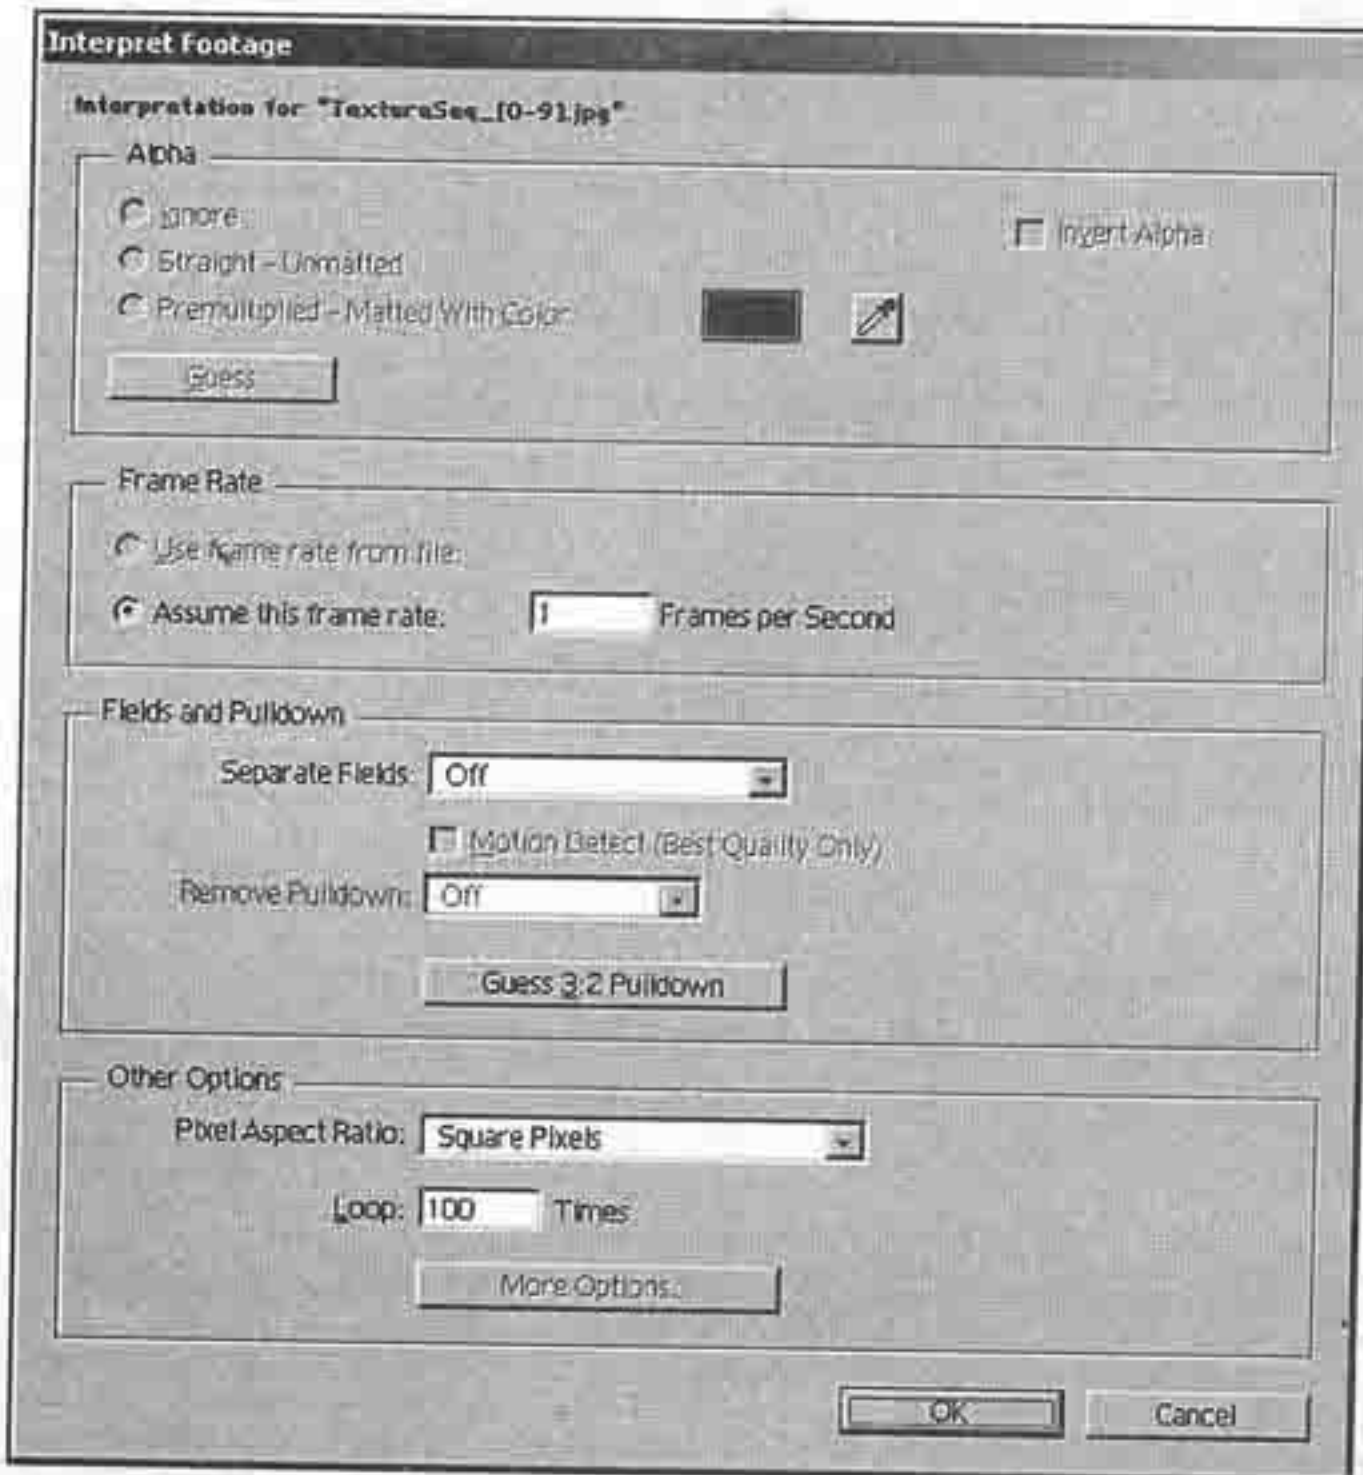 Interpret Footage
Interpretation for "TextureSeq_[0-9].jpg"
Alpha
Ignore
Straight - Unmatted
Premultiplied - Matted With Color:
Invert Alpha
Guess
Frame Rate
Use frame rate from file:
Assume this frame rate: 1 Frames per Second
Fields and Pulldown
Separate Fields: Off
Motion Detect (Best Quality Only)
Remove Pulldown: Off
Guess 3:2 Pulldown
Other Options
Pixel Aspect Ratio: Square Pixels
Loop: 100 Times
More Options...
OK Cancel